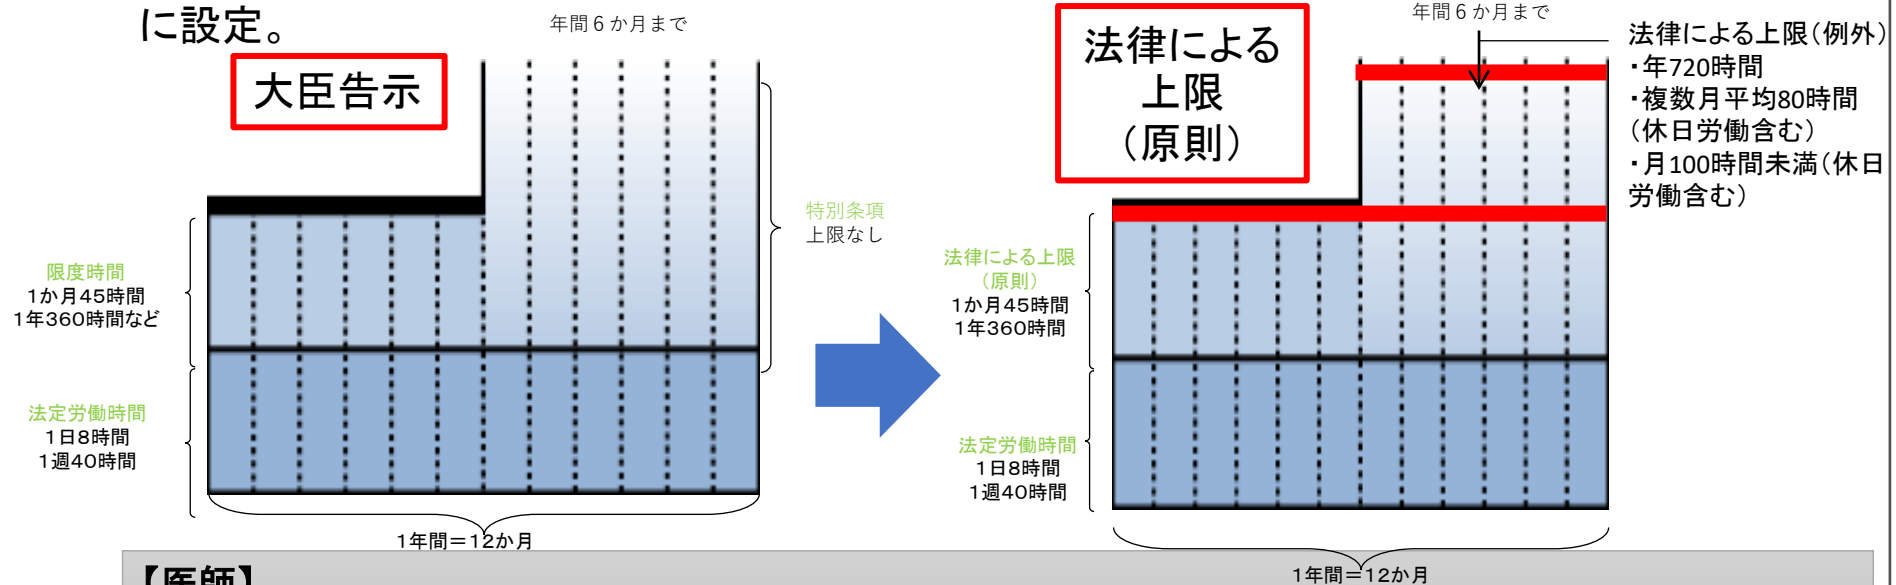 に設定。
年間６か月まで
大臣告示
特別条項
上限なし
限度時間
1か月45時間
1年360時間など
法定労働時間
1日8時間
1週40時間
1年間＝12か月
年間６か月まで
法律による
上限
（原則）
法律による上限（例外）
・年720時間
・複数月平均80時間
（休日労働含む）
・月100時間未満（休日
労働含む）
法律による上限
（原則）
1か月45時間
1年360時間
法定労働時間
1日8時間
1週40時間
1年間＝12か月
【医師】